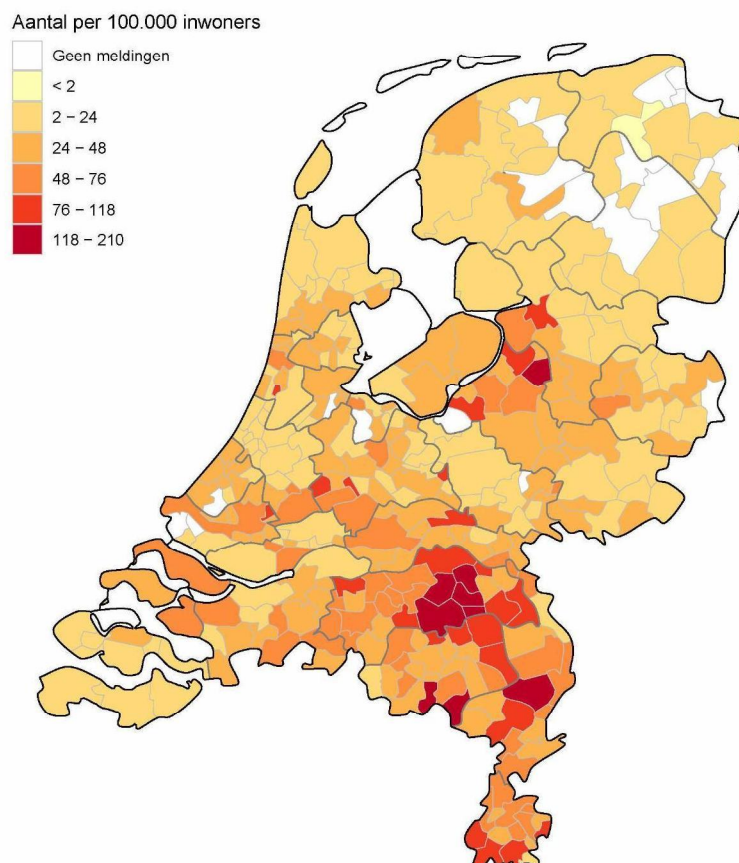 Aantal per 100.000 inwoners
Geen meldingen
< 2
2 – 24
24 – 48
48 – 76
76 – 118
118 – 210